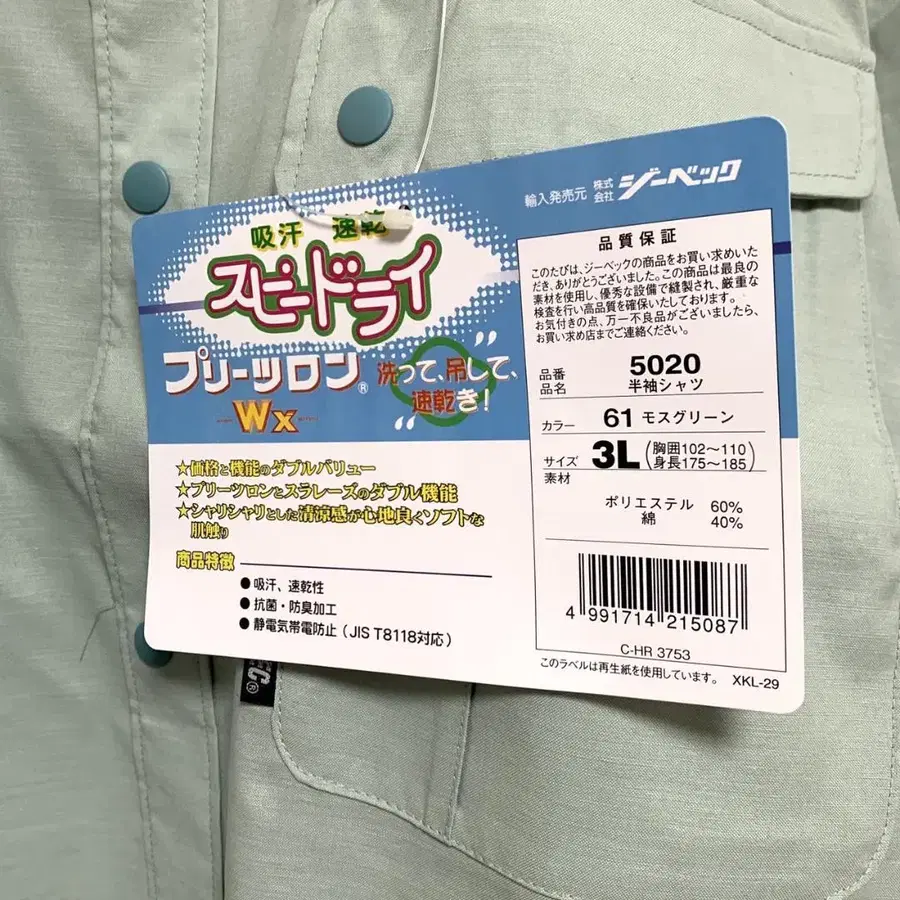 吸汗 速乾
スピードライ
プリーツロン®
Wx
"洗って、吊して、
速乾き!"
★価格と機能のダブルバリュー
★プリーツロンとスラレーズのダブル機能
★シャリシャリとした清涼感が心地良くソフトな
肌触り
商品特徴
●吸汗、速乾性
●抗菌・防臭加工
●静電気帯電防止(JIS T8118対応)
輸入発売元 株式会社 ジーベック
品質保証
このたびは、ジーベックの商品をお買い求めいた
だき、ありがとうございました。この商品は最良の
素材を使用し、優秀な設備で縫製され、厳重な
検査を行い高品質を確保いたしております。
お気付きの点、万一不良品がございましたら、
お買い求め店までご連絡ください。
品番 5020
品名 半袖シャツ
カラー 61 モスグリーン
サイズ 3L (胸囲102~110 身長175~185)
素材
ポリエステル 60%
綿 40%
4 991714 215087
C-HR 3753
このラベルは再生紙を使用しています。 XKL-29